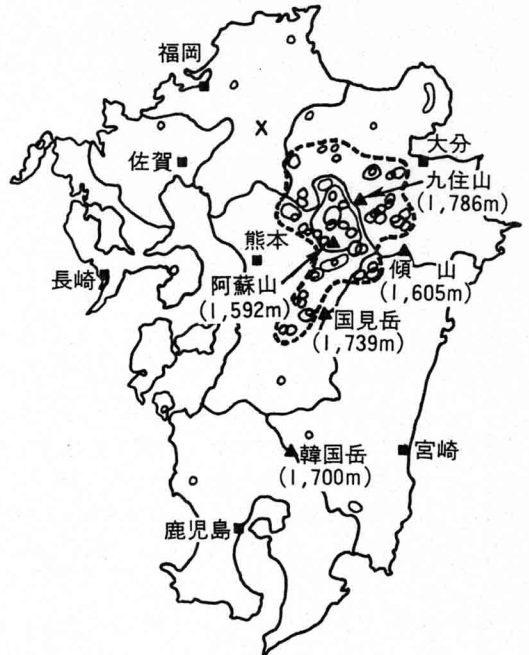 福岡
X
佐賀
大分
九住山
(1,786m)
熊本
長崎
阿蘇山
(1,592m)
傾 山
(1,605m)
国見岳
(1,739m)
韓国岳
(1,700m)
宮崎
鹿児島